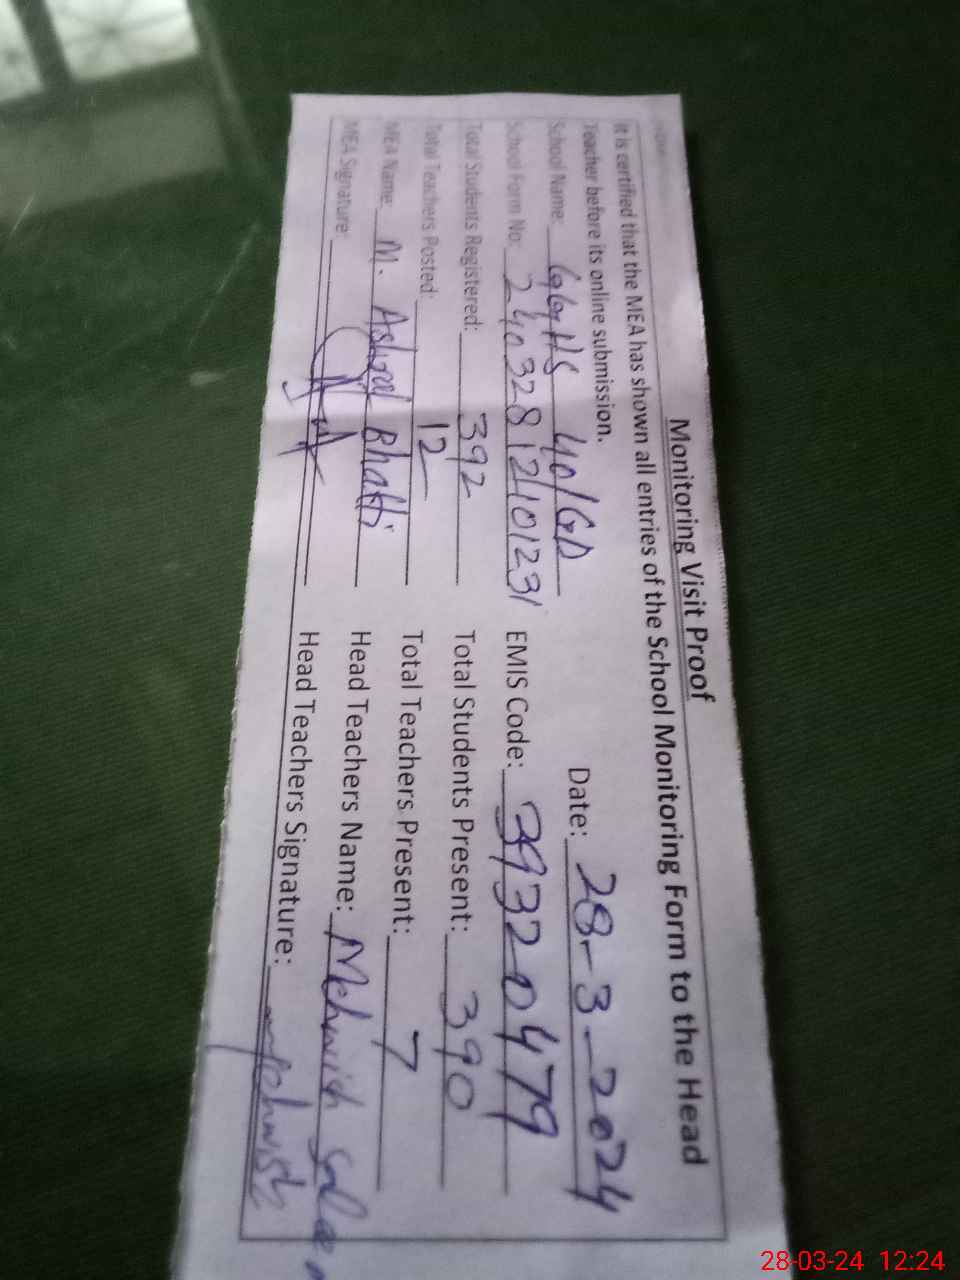 Monitoring Visit Proof
It is certified that the MEA has shown all entries of the School Monitoring Form to the Head
Teacher before its online submission.
Date: 28-3-2024
School Name: GGHS 40/GD
School Form No: EMIS Code: 39320479
Total Students Registered: 392 Total Students Present: 390
Total Teachers Posted: 12 Total Teachers Present: 7
MEA Name: M. Bhatti Head Teachers Name: Mehwish
MEA Signature: Head Teachers Signature: Mehwish
28-03-24 12:24